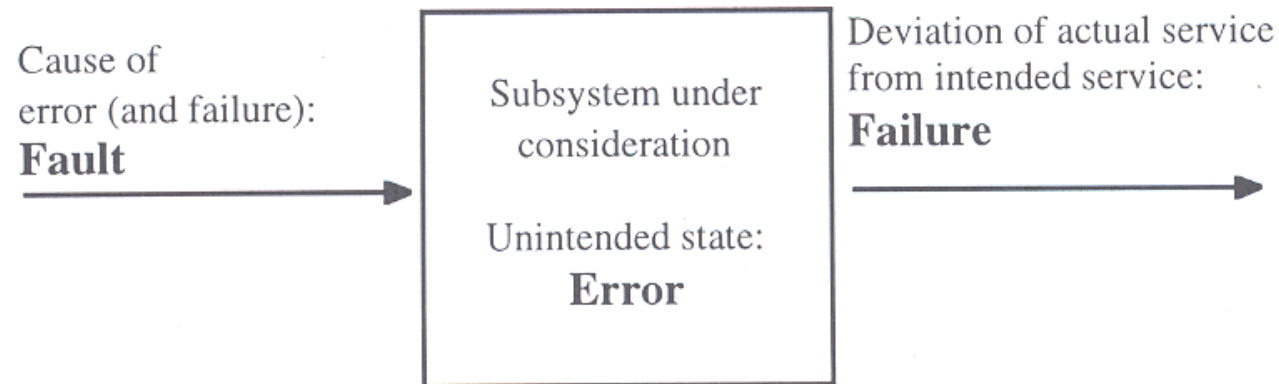 Cause of
error (and failure):
Fault
Subsystem under
consideration
Unintended state:
Error
Deviation of actual service
from intended service:
Failure